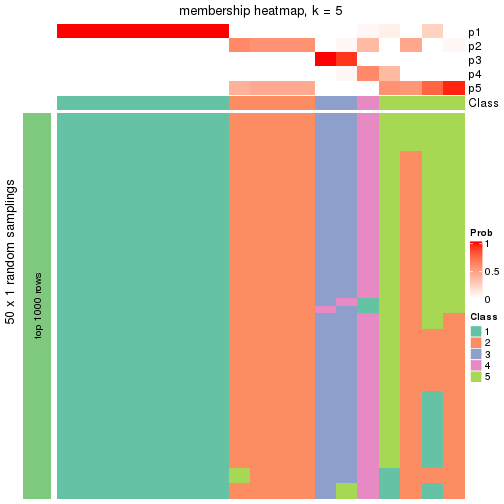 membership heatmap, k = 5
p1
p2
p3
p4
p5
Class
50 x 1 random samplings
top 1000 rows
Prob
1
0.5
0
Class
1
2
3
4
5